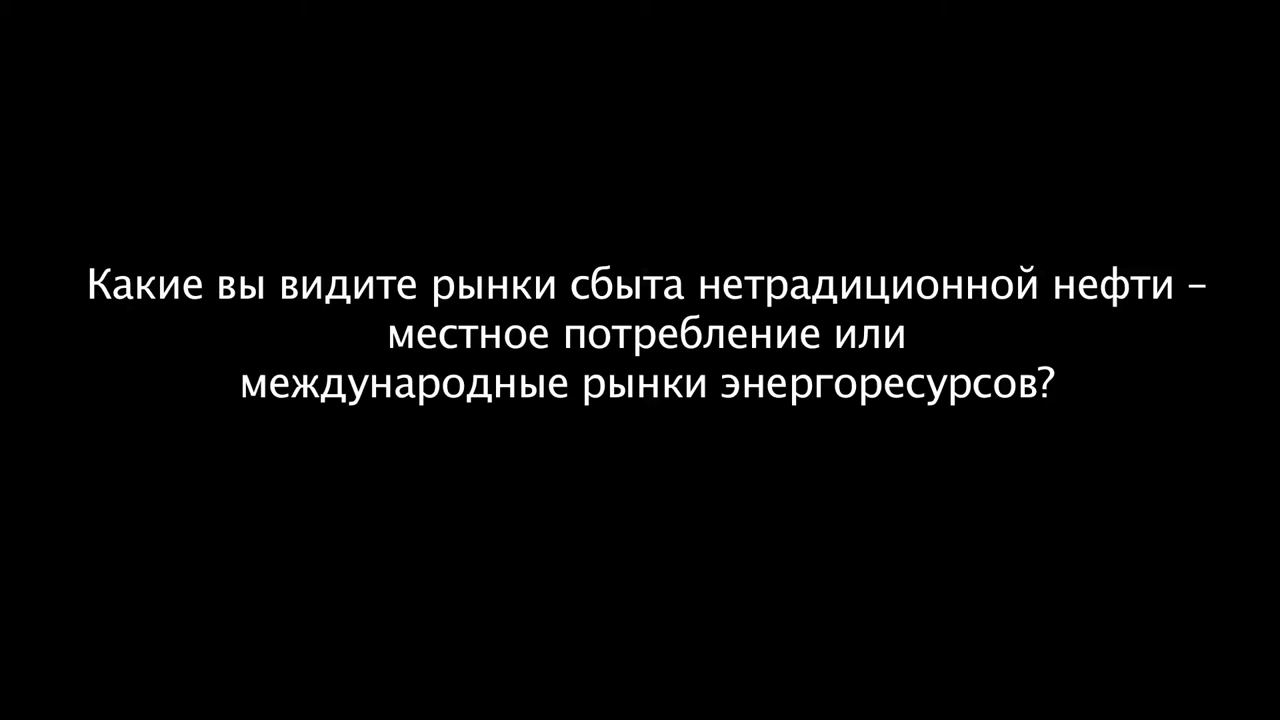 Какие вы видите рынки сбыта нетрадиционной нефти –
местное потребление или
международные рынки энергоресурсов?